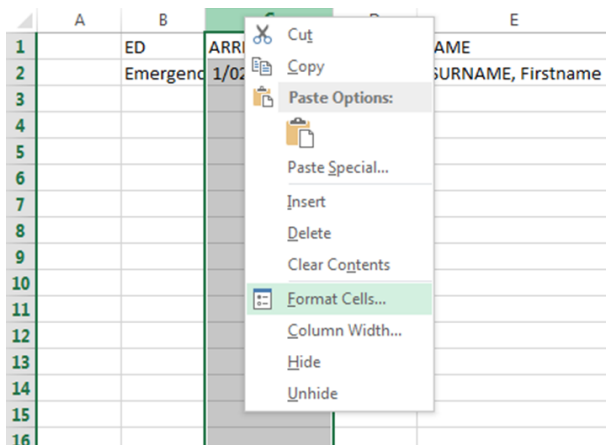 A B E
1 ED ARRI AME
2 Emergenc 1/02 SURNAME, Firstname
3
4
5
6
7
8
9
10
11
12
13
14
15
16
Cut
Copy
Paste Options:
Paste Special...
Insert
Delete
Clear Contents
Format Cells...
Column Width...
Hide
Unhide